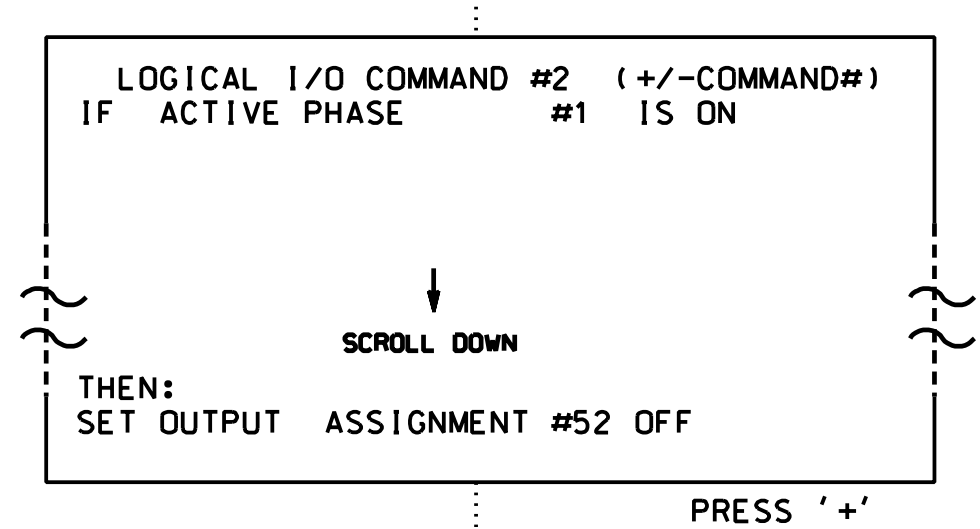 LOGICAL I/O COMMAND #2 (+/-COMMAND#)
IF ACTIVE PHASE #1 IS ON
SCROLL DOWN
THEN:
SET OUTPUT ASSIGNMENT #52 OFF
PRESS '+'